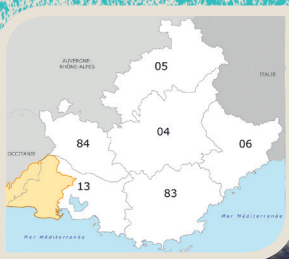 05
AUVERGNE-
RHÔNE-ALPES
ITALIE
04
84
06
OCCITANIE
13
83
Mer Méditerranée
Mer Méditerranée